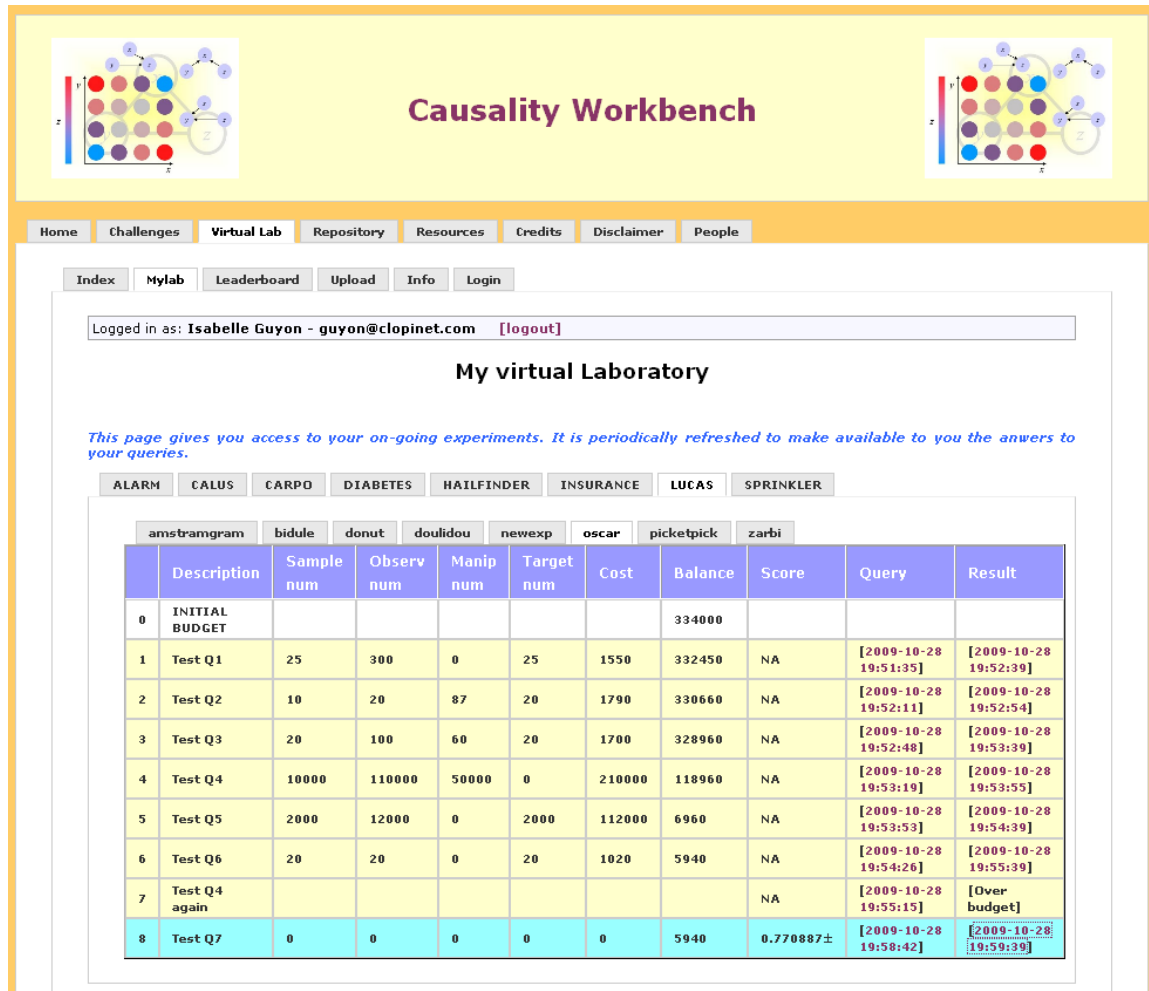 Causality Workbench
Home Challenges Virtual Lab Repository Resources Credits Disclaimer People
Index Mylab Leaderboard Upload Info Login
Logged in as: Isabelle Guyon - guyon@clopinet.com [logout]
My virtual Laboratory
This page gives you access to your on-going experiments. It is periodically refreshed to make available to you the anwers to
your queries.
ALARM CALUS CARPO DIABETES HAILFINDER INSURANCE LUCAS SPRINKLER
amstramgram bidule donut doulidou newexp oscar picketpick zarbi
Description Sample num Observ num Manip num Target num Cost Balance Score Query Result
0 INITIAL BUDGET 334000
1 Test Q1 25 300 0 25 1550 332450 NA [2009-10-28 19:51:35] [2009-10-28 19:52:39]
2 Test Q2 10 20 87 20 1790 330660 NA [2009-10-28 19:52:11] [2009-10-28 19:52:54]
3 Test Q3 20 100 60 20 1700 328960 NA [2009-10-28 19:52:48] [2009-10-28 19:53:39]
4 Test Q4 10000 110000 50000 0 210000 118960 NA [2009-10-28 19:53:19] [2009-10-28 19:53:55]
5 Test Q5 2000 12000 0 2000 112000 6960 NA [2009-10-28 19:53:53] [2009-10-28 19:54:39]
6 Test Q6 20 20 0 20 1020 5940 NA [2009-10-28 19:54:26] [2009-10-28 19:55:39]
7 Test Q4 again NA [2009-10-28 19:55:15] [Over budget]
8 Test Q7 0 0 0 0 0 5940 0.770887± [2009-10-28 19:58:42] [2009-10-28 19:59:39]